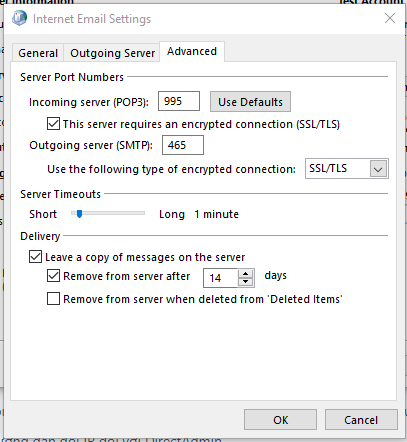 Internet Email Settings
General Outgoing Server Advanced
Server Port Numbers
Incoming server (POP3): 995 Use Defaults
This server requires an encrypted connection (SSL/TLS)
Outgoing server (SMTP): 465
Use the following type of encrypted connection: SSL/TLS
Server Timeouts
Short Long 1 minute
Delivery
Leave a copy of messages on the server
Remove from server after 14 days
Remove from server when deleted from 'Deleted Items'
OK Cancel